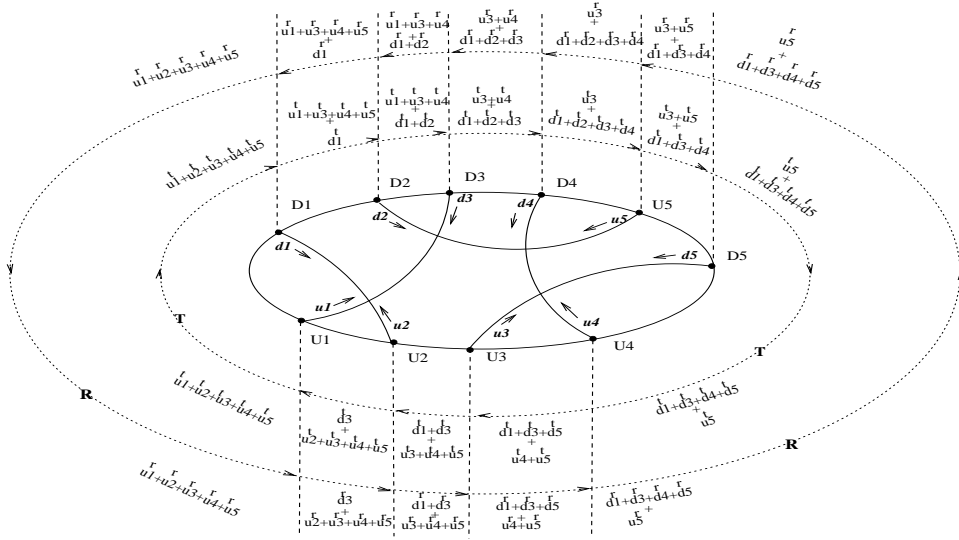 r r r r r
u1+u2+u3+u4+u5
r r r r
u1+u3+u4+u5
+
r
d1
r r r
u1+u3+u4
+
r r
d1+d2
r r
u3+u4
+
r r r
d1+d2+d3
r
u3
+
r r r r
d1+d2+d3+d4
r r
u3+u5
+
r r r
d1+d3+d4
r
u5
+
r r r r
d1+d3+d4+d5
t t t t t
u1+u2+u3+u4+u5
t t t t
u1+u3+u4+u5
+
t
d1
t t t
u1+u3+u4
+
t t
d1+d2
t t
u3+u4
+
t t t
d1+d2+d3
t
u3
+
t t t t
d1+d2+d3+d4
t t
u3+u5
+
t t t
d1+d3+d4
t
u5
+
t t t t
d1+d3+d4+d5
D1
D2
D3
D4
U5
D5
d1
d2
d3
d4
u5
d5
u1
u2
u3
u4
U1
U2
U3
U4
T
T
R
R
t t t t t
u1+u2+u3+u4+u5
t
d3
+
t t t t
u2+u3+u4+u5
t t
d1+d3
+
t t t
u3+u4+u5
t t t
d1+d3+d5
+
t t
u4+u5
t t t t
d1+d3+d4+d5
+
t
u5
r r r r r
u1+u2+u3+u4+u5
r
d3
+
r r r r
u2+u3+u4+u5
r r
d1+d3
+
r r r
u3+u4+u5
r r r
d1+d3+d5
+
r r
u4+u5
r r r r
d1+d3+d4+d5
+
r
u5